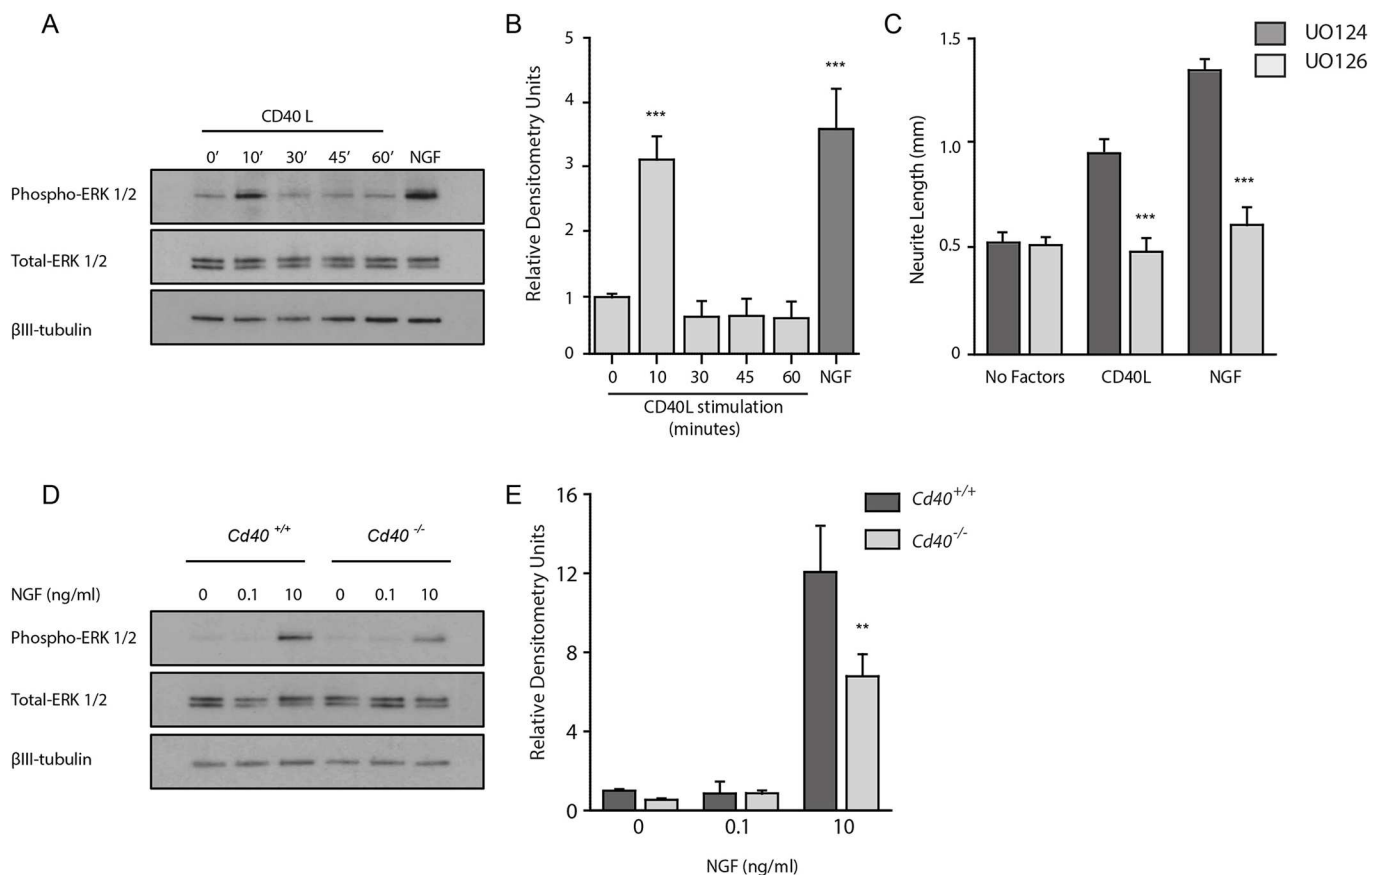 A
CD40 L
0’ 10’ 30’ 45’ 60’ NGF
Phospho-ERK 1/2
Total-ERK 1/2
βIII-tubulin
B
Relative Densitometry Units
5
4
3
2
1
0
***
***
0 10 30 45 60 NGF
CD40L stimulation
(minutes)
C
UO124
UO126
Neurite Length (mm)
1.5
1.0
0.5
0
***
***
No Factors CD40L NGF
D
Cd40 +/+ Cd40 -/-
NGF (ng/ml) 0 0.1 10 0 0.1 10
Phospho-ERK 1/2
Total-ERK 1/2
βIII-tubulin
E
Cd40+/+
Cd40-/-
Relative Densitometry Units
16
12
8
4
0
**
0 0.1 10
NGF (ng/ml)